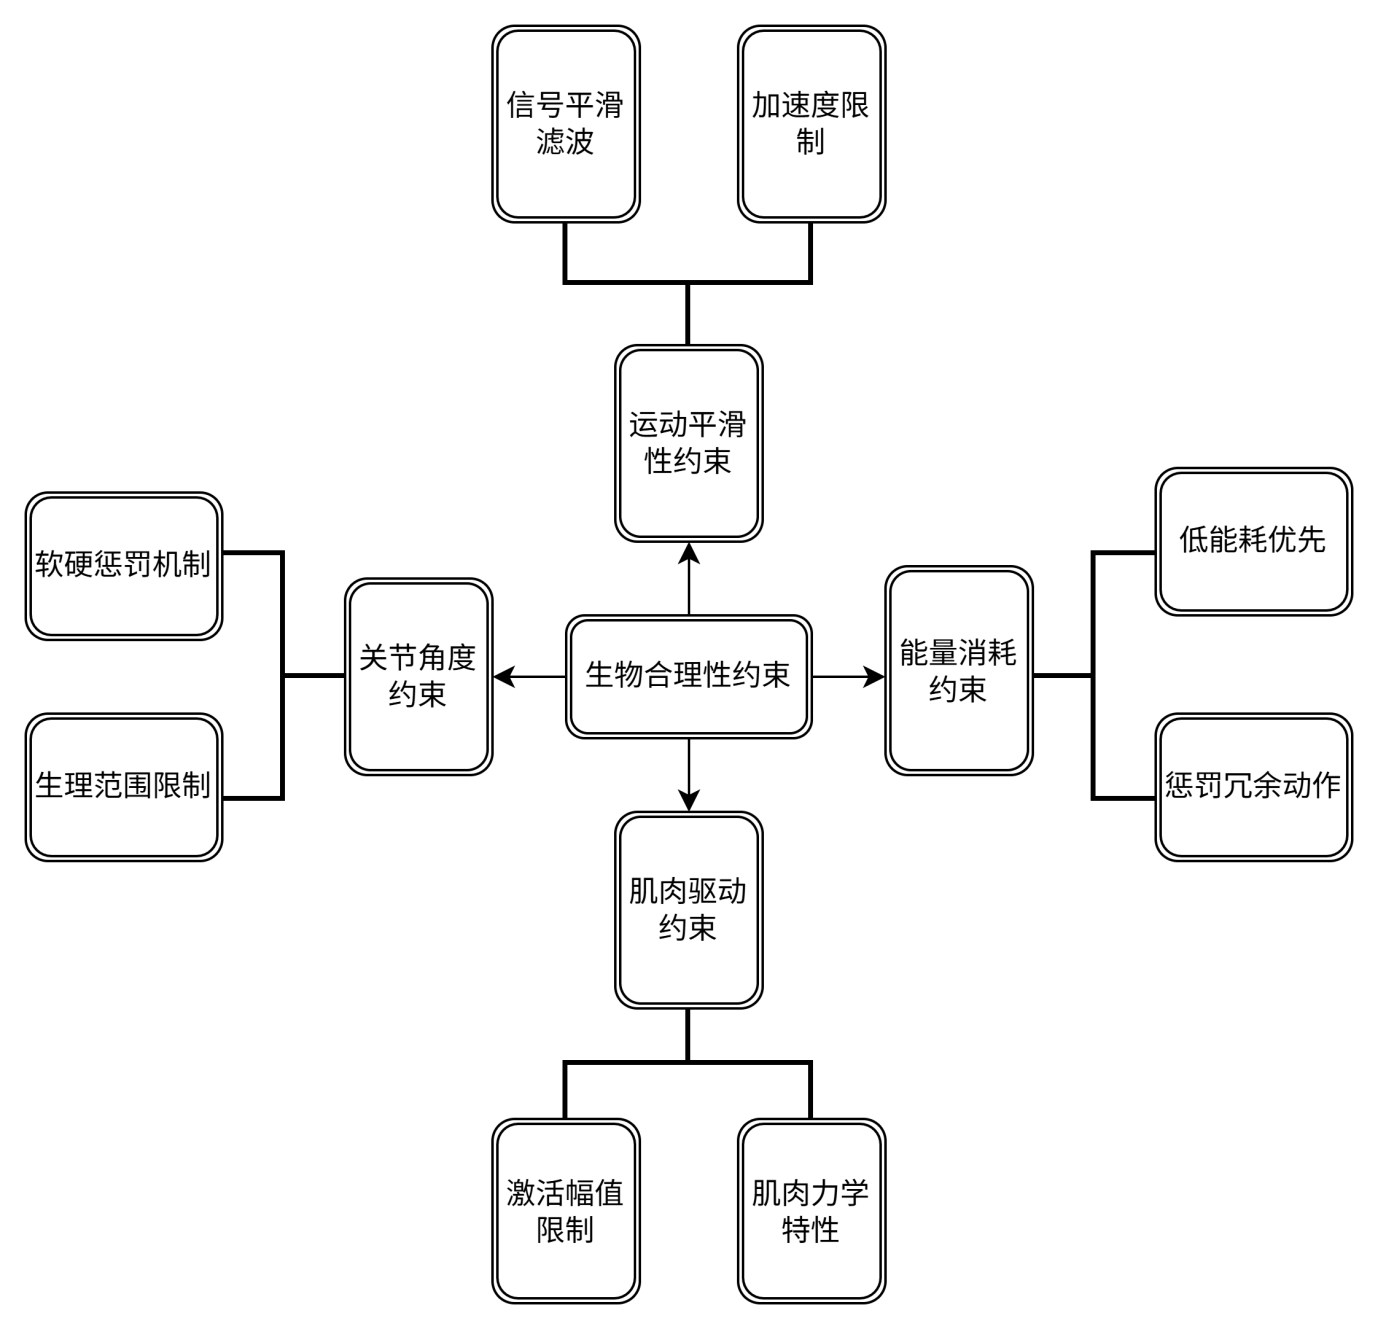 信号平滑
滤波
加速度限
制
运动平滑
性约束
软硬惩罚机制
生理范围限制
关节角度
约束
生物合理性约束
能量消耗
约束
低能耗优先
惩罚冗余动作
肌肉驱动
约束
激活幅值
限制
肌肉力学
特性